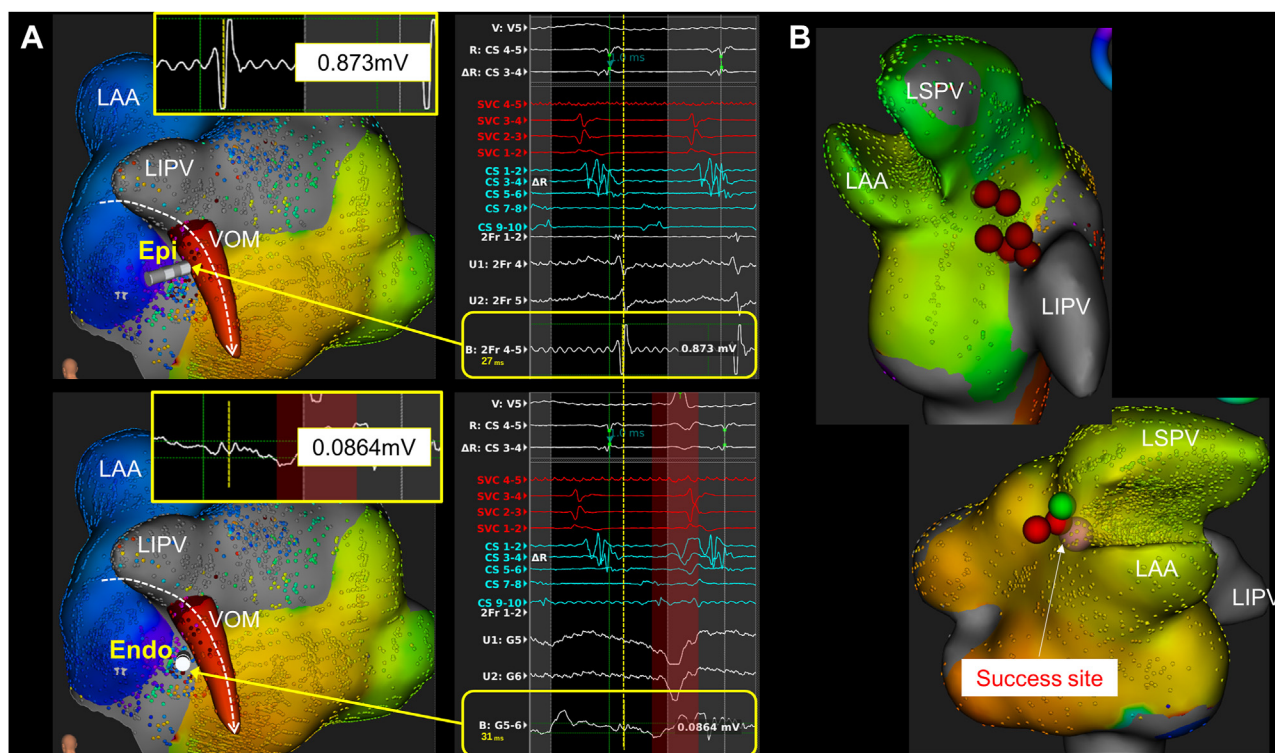 A
0.873mV
LAA
LIPV
VOM
Epi
V: V5
R: CS 4-5
1.0 ms
ΔR: CS 3-4
SVC 4-5
SVC 3-4
SVC 2-3
SVC 1-2
CS 1-2
CS 3-4 ΔR
CS 5-6
CS 7-8
CS 9-10
2Fr 1-2
U1: 2Fr 4
U2: 2Fr 5
B: 2Fr 4-5
27 ms
0.873 mV
0.0864mV
LAA
LIPV
VOM
Endo
V: V5
R: CS 4-5
ΔR: CS 3-4
SVC 4-5
SVC 3-4
SVC 2-3
SVC 1-2
CS 1-2
CS 3-4 ΔR
CS 5-6
CS 7-8
CS 9-10
2Fr 1-2
U1: G5
U2: G6
B: G5-6
31 ms
0.0864 mV
B
LSPV
LAA
LIPV
LSPV
LAA
LIPV
Success site